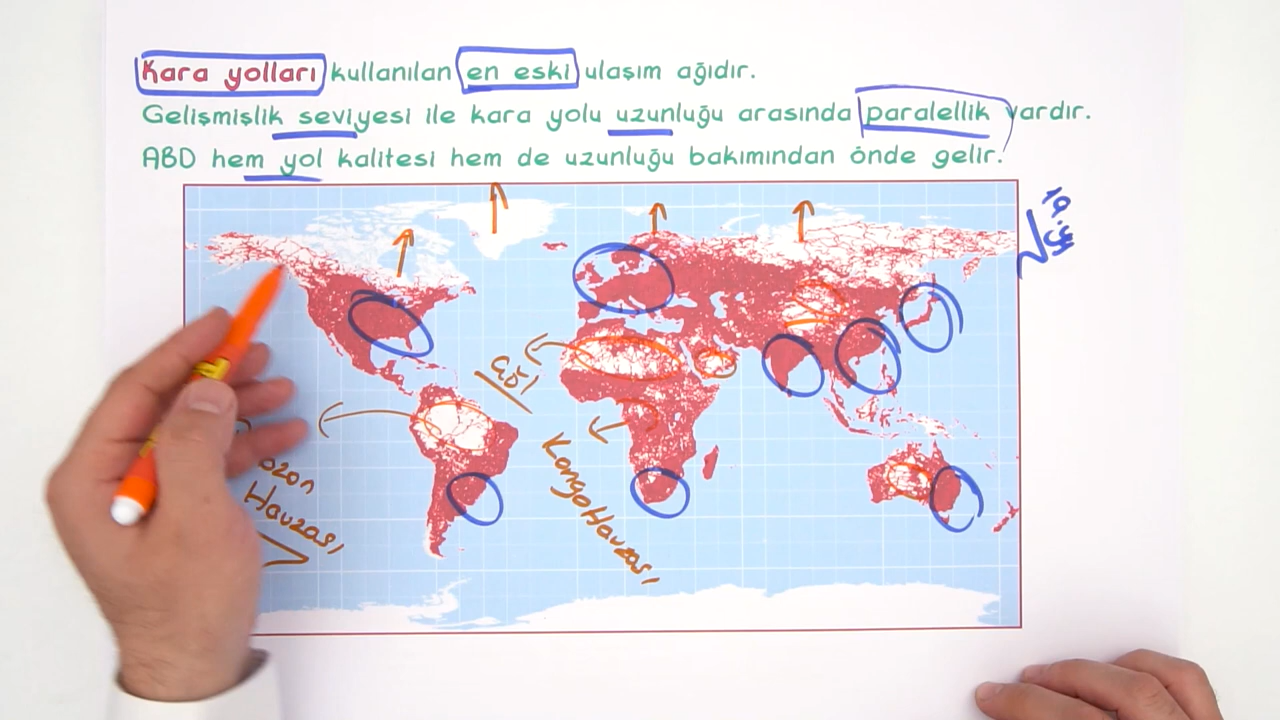 Kara yolları kullanılan en eski ulaşım ağıdır.
Gelişmişlik seviyesi ile kara yolu uzunluğu arasında paralellik vardır.
ABD hem yol kalitesi hem de uzunluğu bakımından önde gelir.
Çöl
Kongo Havzası
Havzası